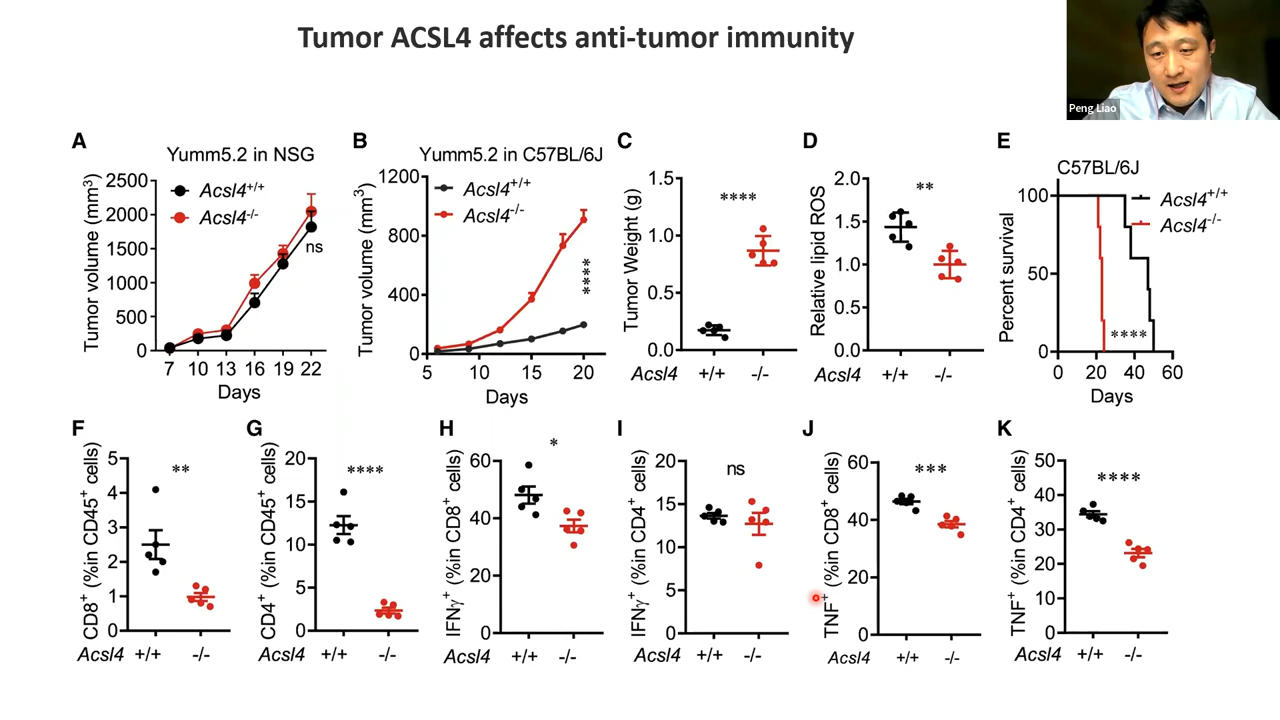 Tumor ACSL4 affects anti-tumor immunity
Peng Liao
A
Yumm5.2 in NSG
Acsl4+/+
Acsl4-/-
Tumor volume (mm³)
2500
2000
1500
1000
500
0
ns
7 10 13 16 19 22
Days
B
Yumm5.2 in C57BL/6J
Acsl4+/+
Acsl4-/-
Tumor volume (mm³)
1200
800
400
0
****
5 10 15 20
Days
C
Tumor Weight (g)
1.5
1.0
0.5
0.0
****
Acsl4 +/+ -/-
D
Relative lipid ROS
2.0
1.5
1.0
0.5
0.0
**
Acsl4 +/+ -/-
E
C57BL/6J
Acsl4+/+
Acsl4-/-
Percent survival
100
50
0
****
0 20 40 60
Days
F
CD8+ (%in CD45+ cells)
5
4
3
2
1
0
**
Acsl4 +/+ -/-
G
CD4+ (%in CD45+ cells)
20
15
10
5
0
****
Acsl4 +/+ -/-
H
IFNγ+ (%in CD8+ cells)
60
40
20
0
*
Acsl4 +/+ -/-
I
IFNγ+ (%in CD4+ cells)
20
15
10
5
0
ns
Acsl4 +/+ -/-
J
TNF+ (%in CD8+ cells)
60
40
20
0
***
Acsl4 +/+ -/-
K
TNF+ (%in CD4+ cells)
50
40
30
20
10
0
****
Acsl4 +/+ -/-